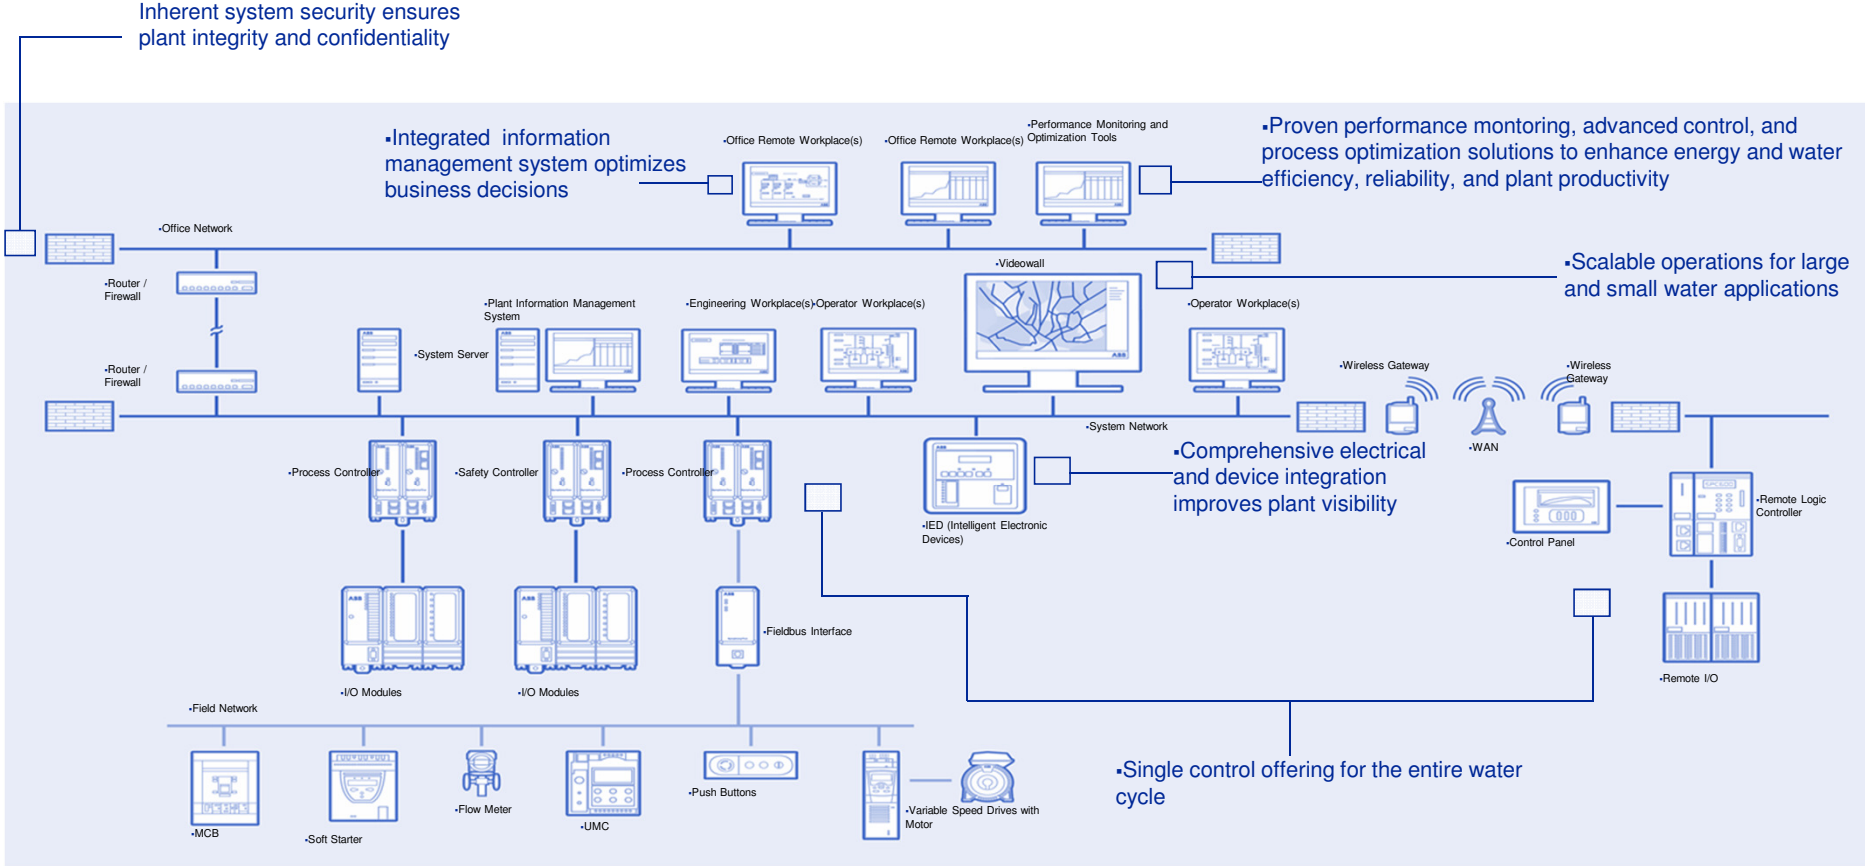 Inherent system security ensures
plant integrity and confidentiality
▪Integrated information
management system optimizes
business decisions
▪Office Remote Workplace(s)
▪Office Remote Workplace(s)
▪Performance Monitoring and
Optimization Tools
▪Proven performance montoring, advanced control, and
process optimization solutions to enhance energy and water
efficiency, reliability, and plant productivity
▪Office Network
▪Router /
Firewall
▪Videowall
▪Scalable operations for large
and small water applications
▪Plant Information Management
System
▪Engineering Workplace(s)
▪Operator Workplace(s)
▪Operator Workplace(s)
▪System Server
ABB
▪Router /
Firewall
▪Wireless Gateway
▪Wireless
Gateway
▪System Network
▪WAN
▪Process Controller
▪Safety Controller
▪Process Controller
▪Comprehensive electrical
and device integration
improves plant visibility
▪IED (Intelligent Electronic
Devices)
▪Remote Logic
Controller
▪Control Panel
ABB
ABB
ABB
▪Fieldbus Interface
▪I/O Modules
▪I/O Modules
▪Remote I/O
▪Field Network
▪Single control offering for the entire water
cycle
▪MCB
▪Soft Starter
▪Flow Meter
▪UMC
▪Push Buttons
▪Variable Speed Drives with
Motor